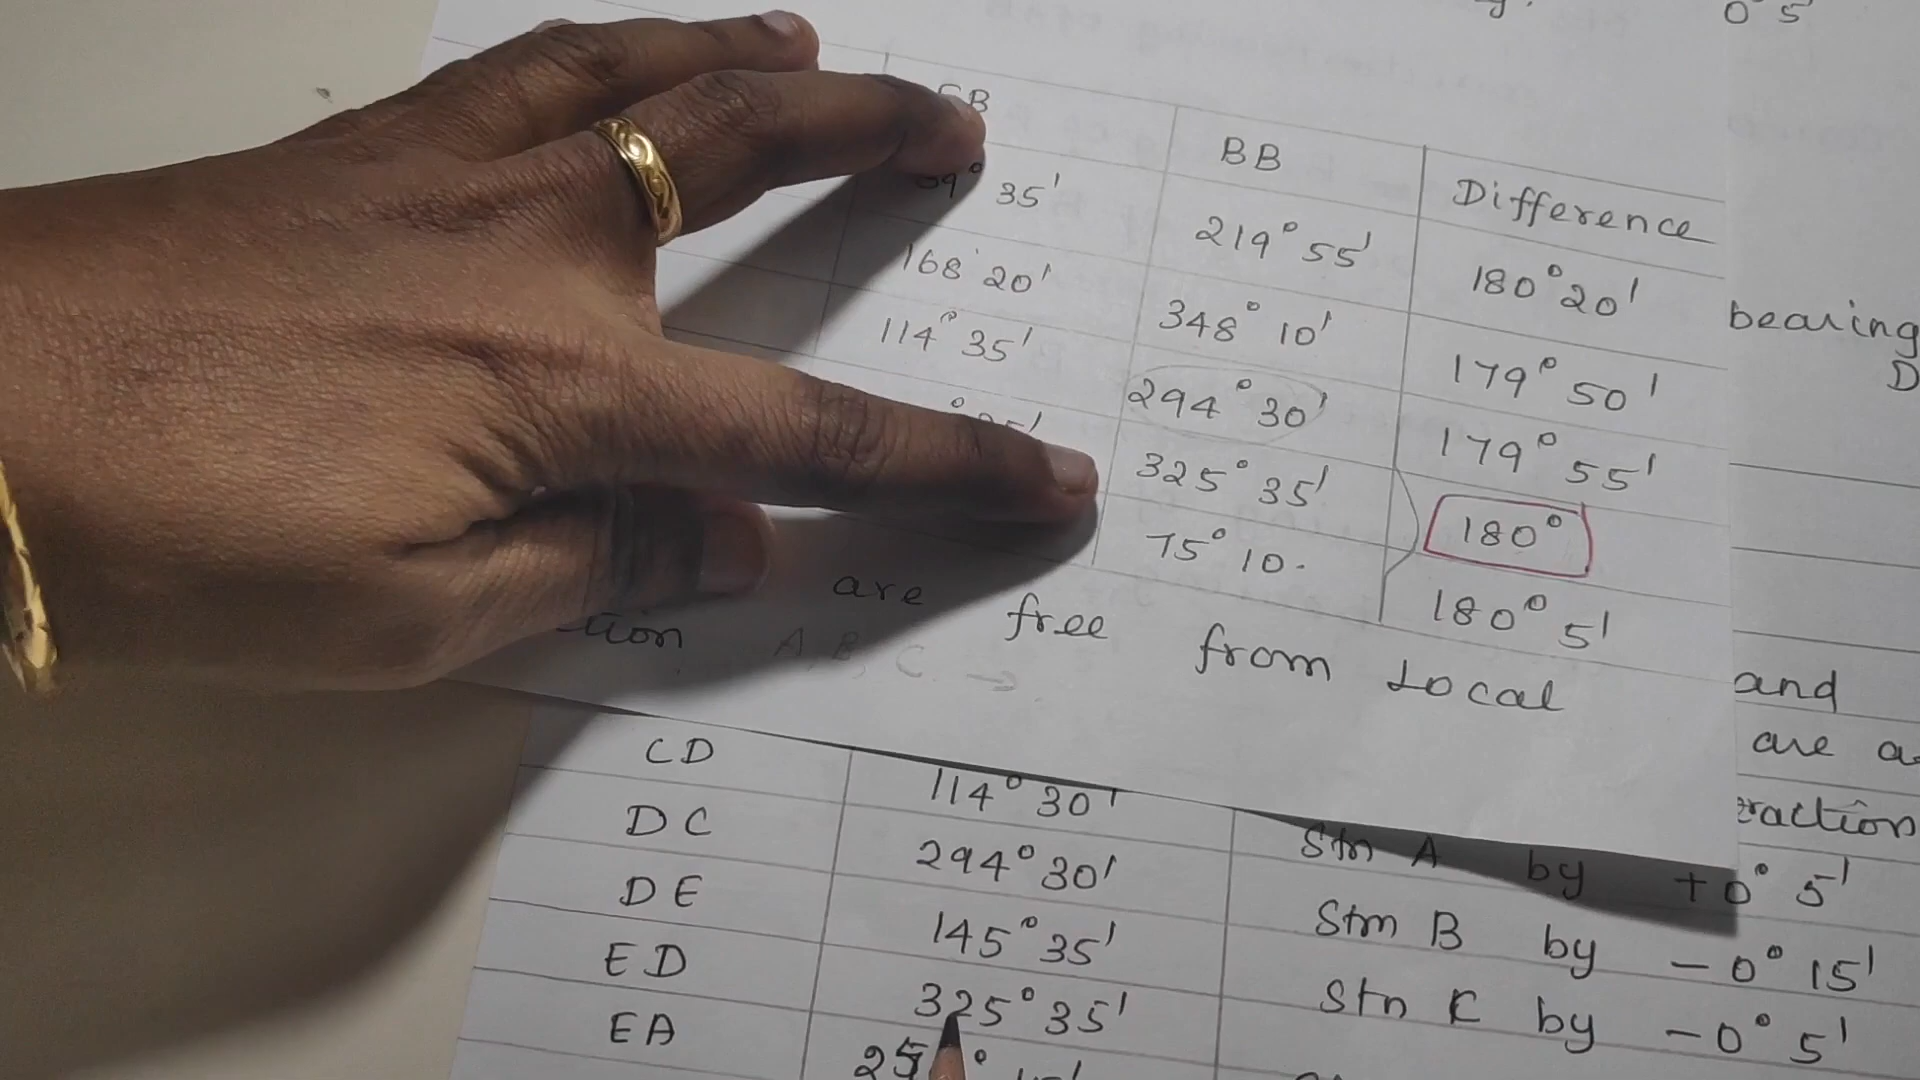 0° 5'
BB Difference
35' 219° 55' 180° 20'
168° 20' 348° 10' 179° 50'
114° 35' 294° 30' 179° 55'
325° 35' 180°
75° 10. 180° 5'
are free from Local
A, B, C →
bearing
D
and
are
CD 114° 30'
DC 294° 30' Stn A by +0° 5'
DE 145° 35' Stn B by -0° 15'
ED 325° 35' Stn C by -0° 5'
EA